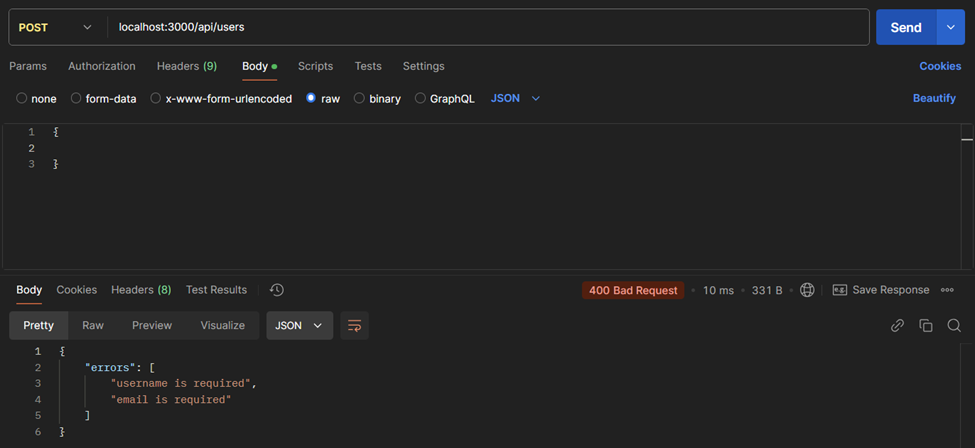 POST localhost:3000/api/users Send
Params Authorization Headers (9) Body Scripts Tests Settings Cookies
none form-data x-www-form-urlencoded raw binary GraphQL JSON Beautify
1 {
2
3 }
Body Cookies Headers (8) Test Results 400 Bad Request • 10 ms • 331 B • e.g. Save Response
Pretty Raw Preview Visualize JSON
1 {
2 "errors": [
3 "username is required",
4 "email is required"
5 ]
6 }